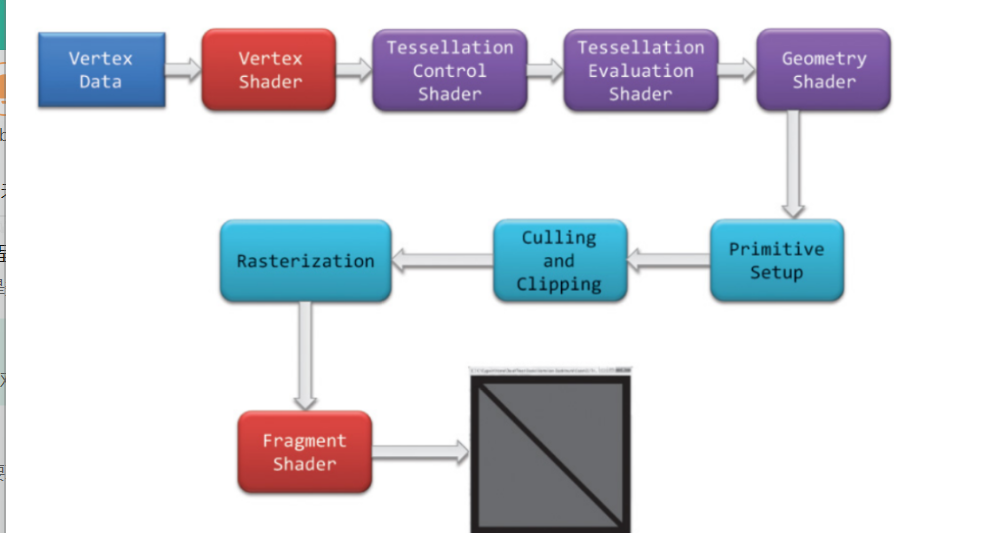 Vertex
Data
Vertex
Shader
Tessellation
Control
Shader
Tessellation
Evaluation
Shader
Geometry
Shader
Rasterization
Culling
and
Clipping
Primitive
Setup
Fragment
Shader